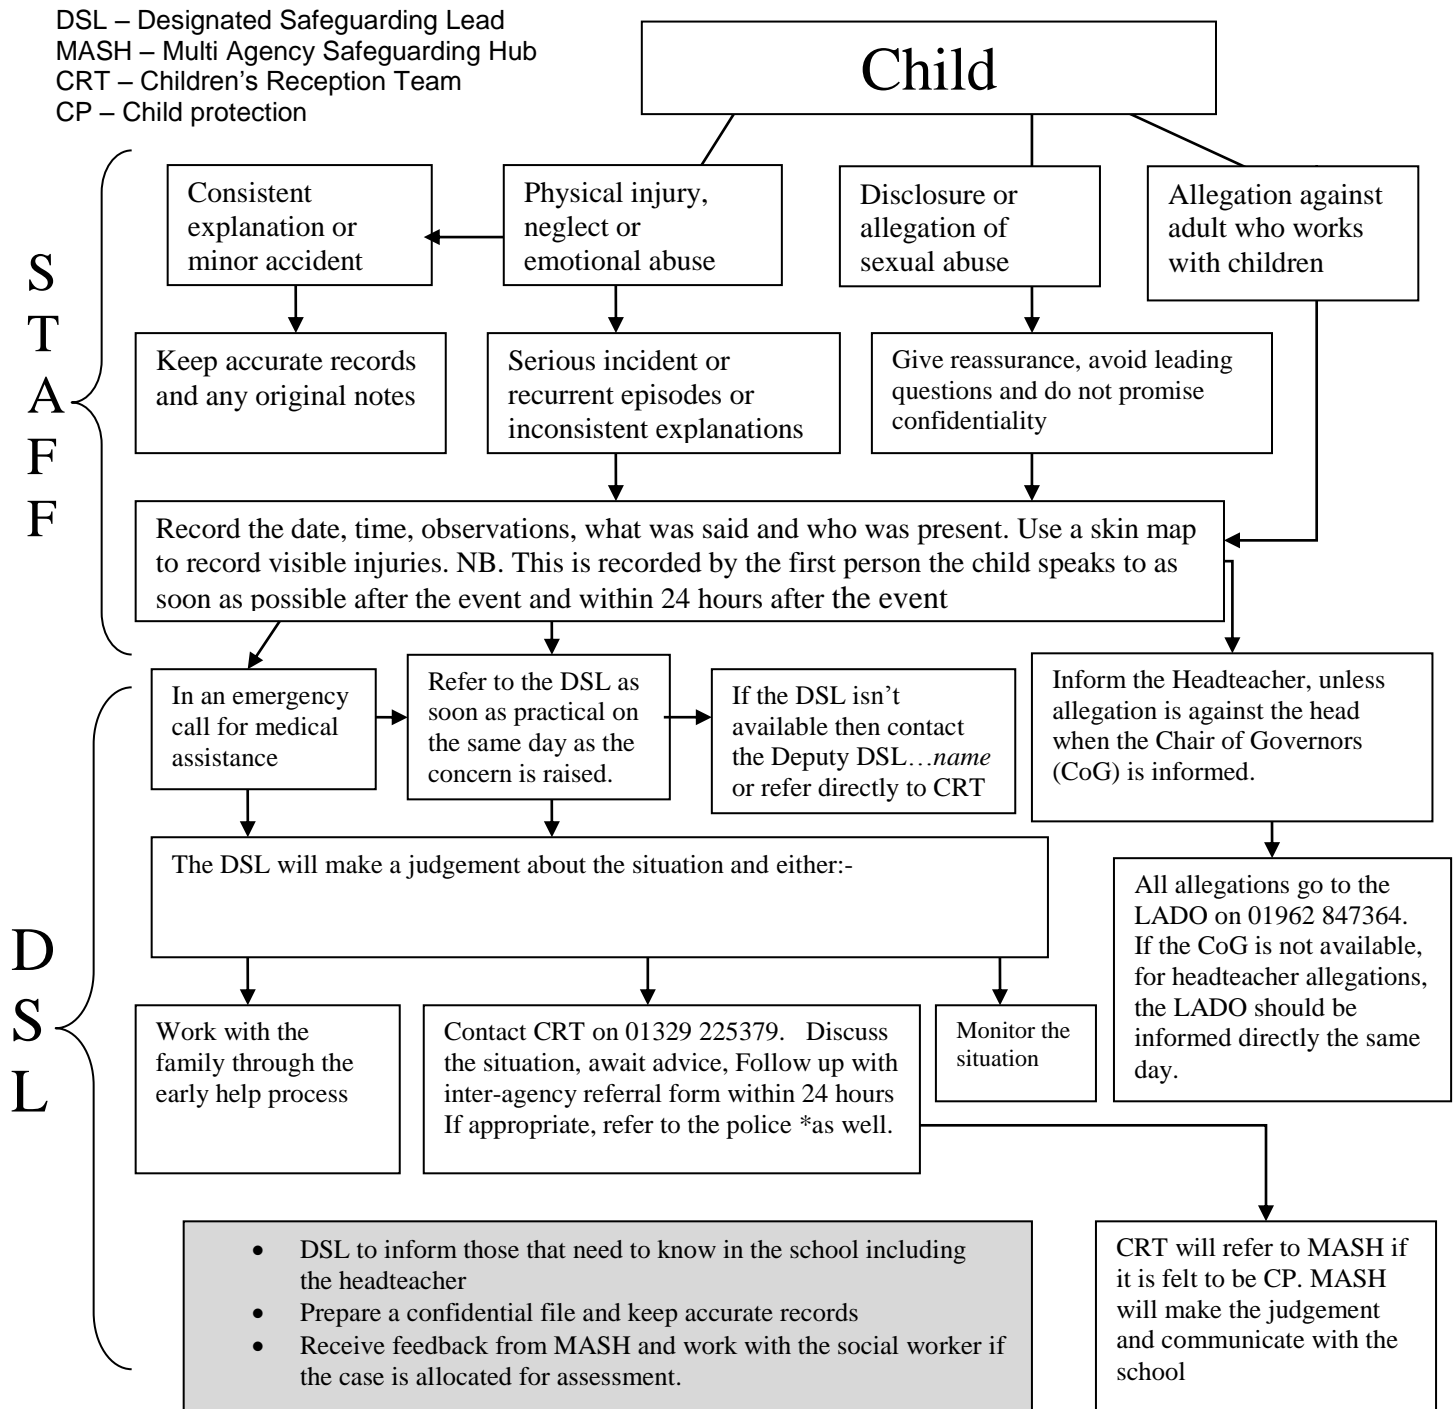 DSL – Designated Safeguarding Lead
MASH – Multi Agency Safeguarding Hub
CRT – Children's Reception Team
CP – Child protection
Child
S
T
A
F
F
Consistent
explanation or
minor accident
Physical injury,
neglect or
emotional abuse
Disclosure or
allegation of
sexual abuse
Allegation against
adult who works
with children
Keep accurate records
and any original notes
Serious incident or
recurrent episodes or
inconsistent explanations
Give reassurance, avoid leading
questions and do not promise
confidentiality
Record the date, time, observations, what was said and who was present. Use a skin map
to record visible injuries. NB. This is recorded by the first person the child speaks to as
soon as possible after the event and within 24 hours after the event
D
S
L
In an emergency
call for medical
assistance
Refer to the DSL as
soon as practical on
the same day as the
concern is raised.
If the DSL isn't
available then contact
the Deputy DSL…name
or refer directly to CRT
Inform the Headteacher, unless
allegation is against the head
when the Chair of Governors
(CoG) is informed.
The DSL will make a judgement about the situation and either:-
All allegations go to the
LADO on 01962 847364.
If the CoG is not available,
for headteacher allegations,
the LADO should be
informed directly the same
day.
Work with the
family through the
early help process
Contact CRT on 01329 225379. Discuss
the situation, await advice, Follow up with
inter-agency referral form within 24 hours
If appropriate, refer to the police *as well.
Monitor the
situation
• DSL to inform those that need to know in the school including
the headteacher
• Prepare a confidential file and keep accurate records
• Receive feedback from MASH and work with the social worker if
the case is allocated for assessment.
CRT will refer to MASH if
it is felt to be CP. MASH
will make the judgement
and communicate with the
school